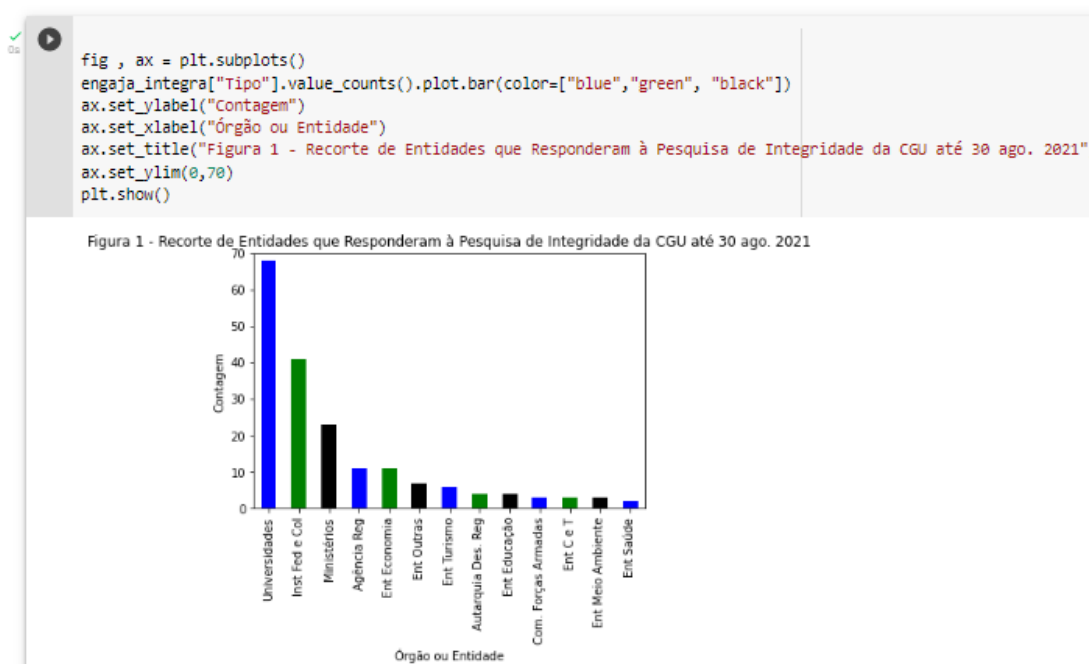 0s
fig , ax = plt.subplots()
engaja_integra["Tipo"].value_counts().plot.bar(color=["blue","green", "black"])
ax.set_ylabel("Contagem")
ax.set_xlabel("Órgão ou Entidade")
ax.set_title("Figura 1 - Recorte de Entidades que Responderam à Pesquisa de Integridade da CGU até 30 ago. 2021"
ax.set_ylim(0,70)
plt.show()
Figura 1 - Recorte de Entidades que Responderam à Pesquisa de Integridade da CGU até 30 ago. 2021
70
60
50
40
30
20
10
0
Contagem
Universidades
Inst Fed e Col
Ministérios
Agência Reg
Ent Economia
Ent Outras
Ent Turismo
Autarquia Des. Reg
Ent Educação
Com. Forças Armadas
Ent C e T
Ent Meio Ambiente
Ent Saúde
Órgão ou Entidade